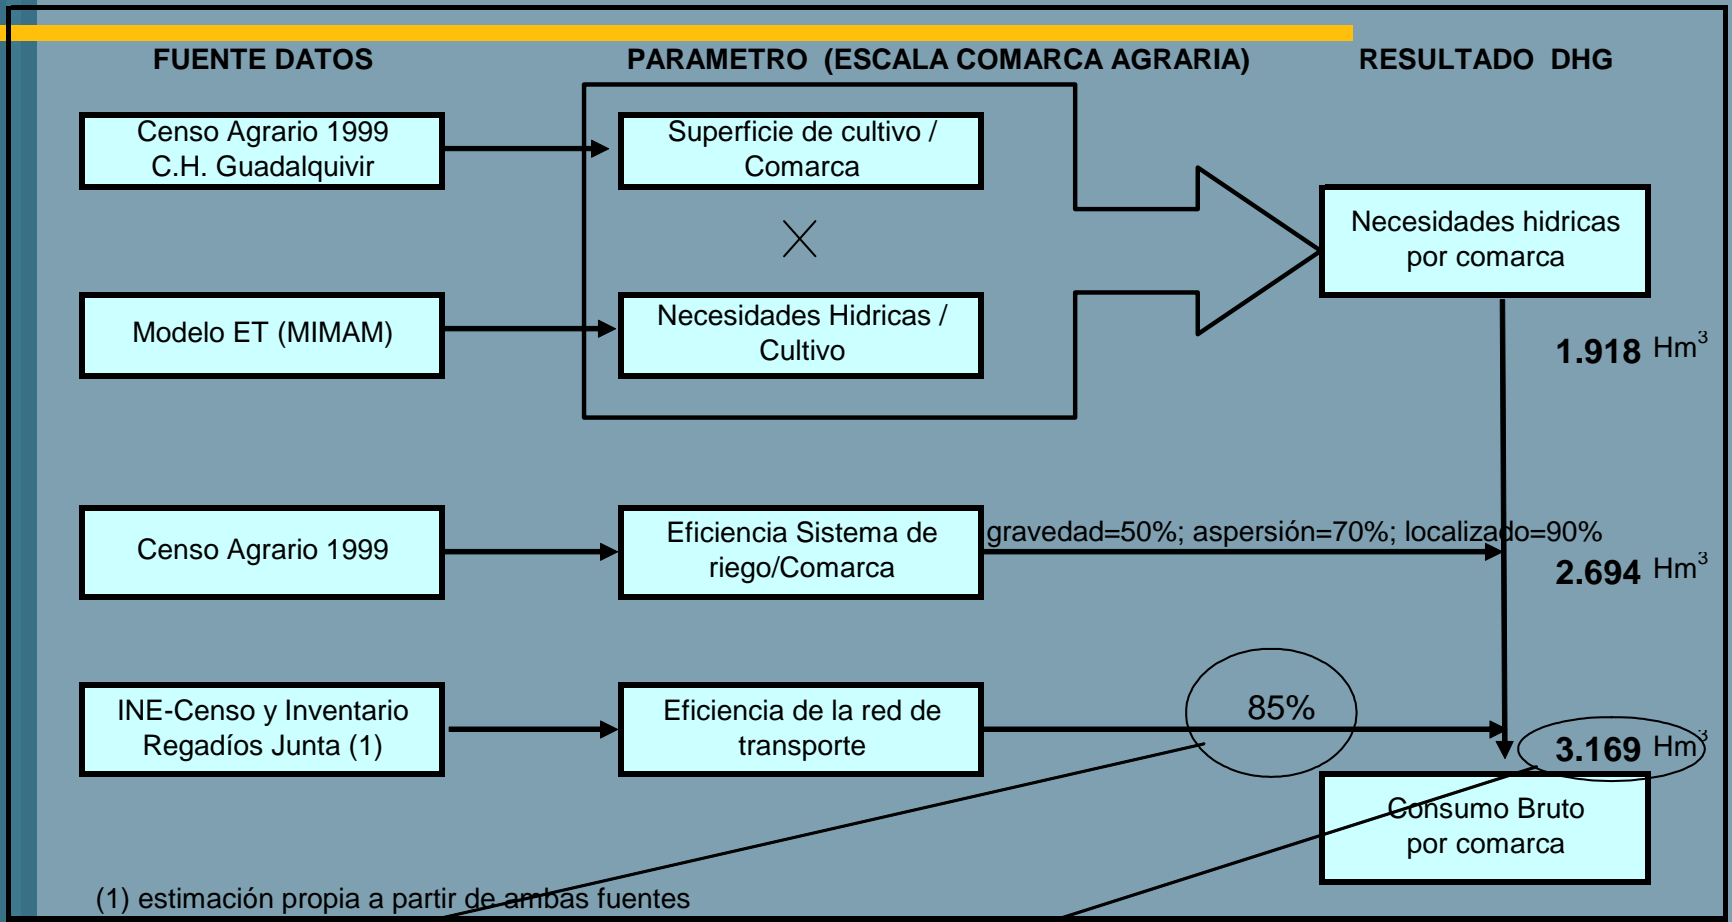 FUENTE DATOS PARAMETRO (ESCALA COMARCA AGRARIA) RESULTADO DHG
Censo Agrario 1999
C.H. Guadalquivir
Superficie de cultivo /
Comarca
Necesidades hidricas
por comarca
Modelo ET (MIMAM)
Necesidades Hidricas /
Cultivo
1.918 Hm³
Censo Agrario 1999
Eficiencia Sistema de
riego/Comarca
gravedad=50%; aspersión=70%; localizado=90%
2.694 Hm³
INE-Censo y Inventario
Regadíos Junta (1)
Eficiencia de la red de
transporte
85%
3.169 Hm³
Consumo Bruto
por comarca
(1) estimación propia a partir de ambas fuentes